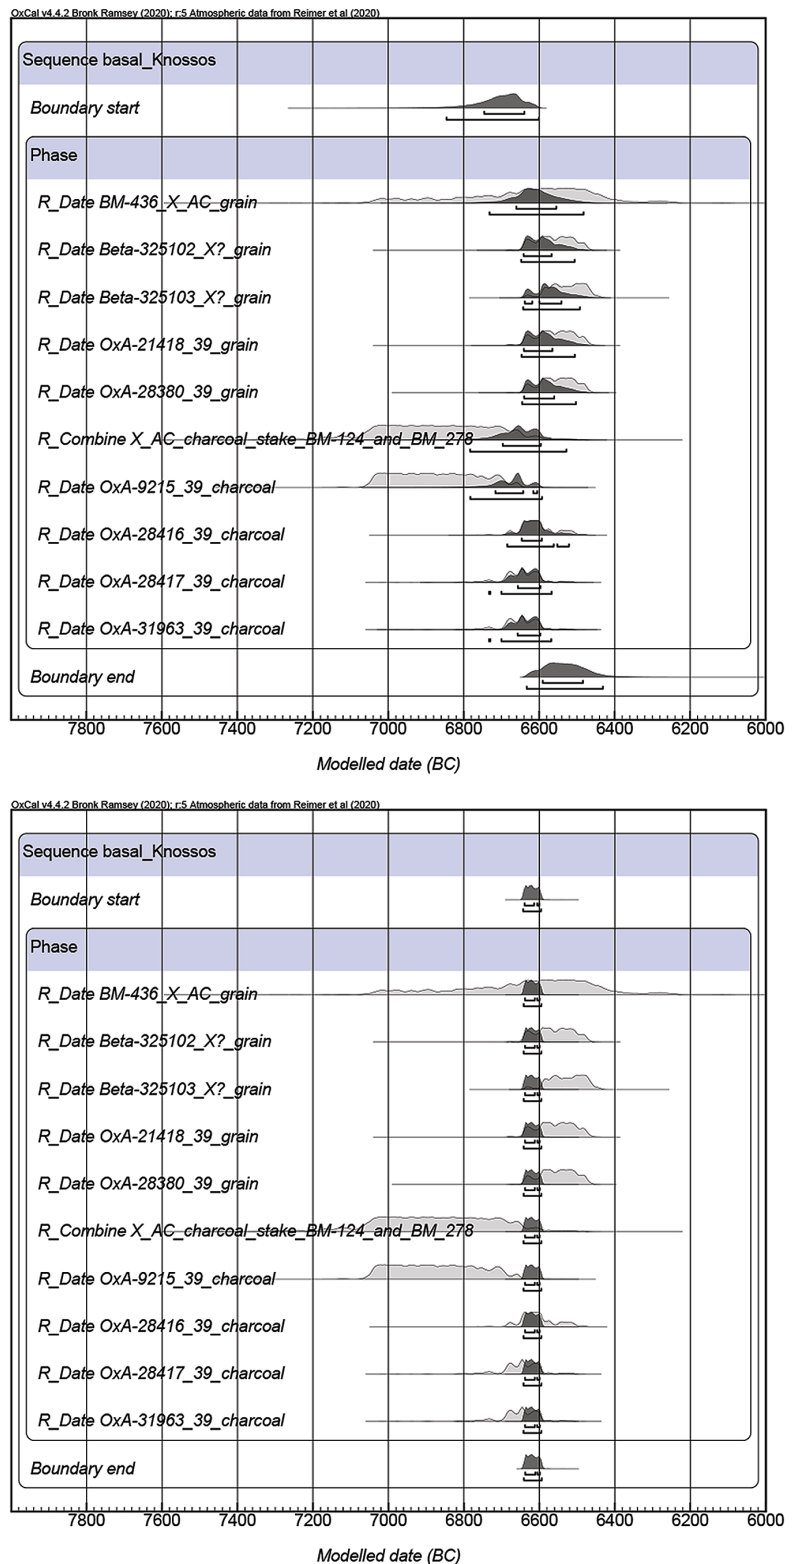 OxCal v4.4.2 Bronk Ramsey (2020); r:5 Atmospheric data from Reimer et al (2020)
Sequence basal_Knossos
Boundary start
Phase
R_Date BM-436_X_AC_grain
R_Date Beta-325102_X?_grain
R_Date Beta-325103_X?_grain
R_Date OxA-21418_39_grain
R_Date OxA-28380_39_grain
R_Combine X_AC_charcoal_stake_BM-124_and_BM_278
R_Date OxA-9215_39_charcoal
R_Date OxA-28416_39_charcoal
R_Date OxA-28417_39_charcoal
R_Date OxA-31963_39_charcoal
Boundary end
7800 7600 7400 7200 7000 6800 6600 6400 6200 6000
Modelled date (BC)
OxCal v4.4.2 Bronk Ramsey (2020); r:5 Atmospheric data from Reimer et al (2020)
Sequence basal_Knossos
Boundary start
Phase
R_Date BM-436_X_AC_grain
R_Date Beta-325102_X?_grain
R_Date Beta-325103_X?_grain
R_Date OxA-21418_39_grain
R_Date OxA-28380_39_grain
R_Combine X_AC_charcoal_stake_BM-124_and_BM_278
R_Date OxA-9215_39_charcoal
R_Date OxA-28416_39_charcoal
R_Date OxA-28417_39_charcoal
R_Date OxA-31963_39_charcoal
Boundary end
7800 7600 7400 7200 7000 6800 6600 6400 6200 6000
Modelled date (BC)